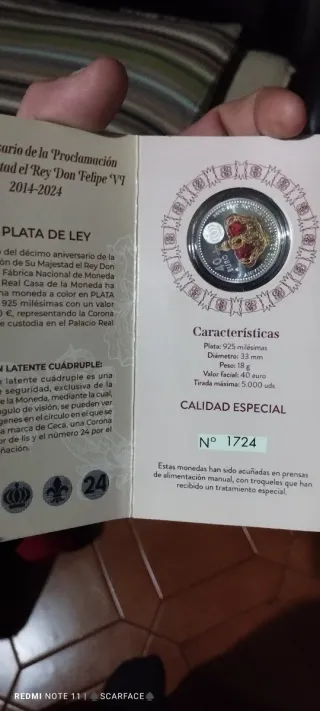 sario de la Proclamación
stad el Rey Don Felipe VI
2014-2024
PLATA DE LEY
del décimo aniversario de la
ón de Su Majestad el Rey Don
Fábrica Nacional de Moneda
Real Casa de la Moneda ha
na moneda a color en PLATA
925 milésimas con un valor
€, representando la Corona
e custodia en el Palacio Real
N LATENTE CUÁDRUPLE:
e latente cuádruple es una
e seguridad, exclusiva de la
e la Moneda, mediante la cual,
ngulo de visión, se pueden ver
ágenes en el círculo en el que se
a marca de Ceca, una Corona
or de lis y el número 24 por el
24
40
euro
Características
Plata: 925 milésimas
Diámetro: 33 mm
Peso: 18 g
Valor facial: 40 euro
Tirada máxima: 5.000 uds
CALIDAD ESPECIAL
Nº 1724
Estas monedas han sido acuñadas en prensas
de alimentación manual, con troqueles que han
recibido un tratamiento especial.
REDMI NOTE 11 | ♠SCARFACE♠